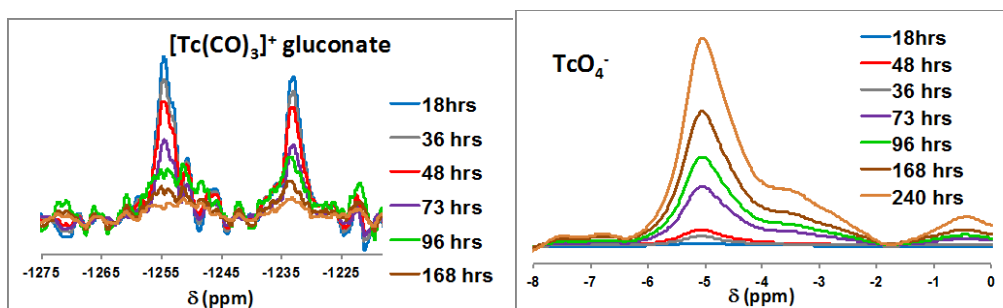 [Tc(CO)₃]⁺ gluconate
18hrs
36 hrs
48 hrs
73 hrs
96 hrs
168 hrs
-1275 -1265 -1255 -1245 -1235 -1225
δ (ppm)
TcO₄⁻
18hrs
48 hrs
36 hrs
73 hrs
96 hrs
168 hrs
240 hrs
-8 -7 -6 -5 -4 -3 -2 -1 0
δ (ppm)